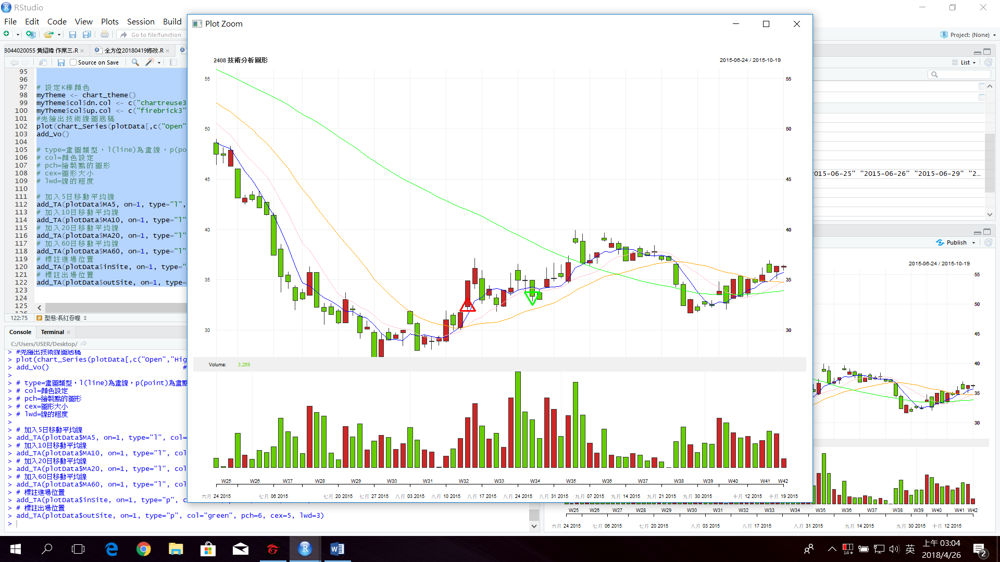 RStudio
File Edit Code View Plots Session Build
Go to file/function
Project: (None)
B044020055 黄紹瑋 作業三.R
全方位20180419修改.R
Source on Save
95
96
97 # 設定K棒顏色
98 myTheme <- chart_theme()
99 myTheme$col$dn.col <- c("chartreuse3
100 myTheme$col$up.col <- c("firebrick3"
101 #先繪出技術線圖底稿
102 plot(chart_Series(plotData[,c("Open"
103 add_Vo()
104
105 # type=畫圖類型，l(line)為畫線，p(po
106 # col=顏色設定
107 # pch=繪製點的圖形
108 # cex=圖形大小
109 # lwd=線的粗度
110
111 # 加入5日移動平均線
112 add_TA(plotData$MA5, on=1, type="l",
113 # 加入10日移動平均線
114 add_TA(plotData$MA10, on=1, type="l"
115 # 加入20日移動平均線
116 add_TA(plotData$MA20, on=1, type="l"
117 # 加入60日移動平均線
118 add_TA(plotData$MA60, on=1, type="l"
119 # 標註進場位置
120 add_TA(plotData$inSite, on=1, type="
121 # 標註出場位置
122 add_TA(plotData$outSite, on=1, type=
123
124
125
122:75 型態:長紅吞噬
Console Terminal
C:/Users/USER/Desktop/
> #先繪出技術線圖底稿
> plot(chart_Series(plotData[,c("Open","Hig
> add_Vo() #
>
> # type=畫圖類型，l(line)為畫線，p(point)為畫點
> # col=顏色設定
> # pch=繪製點的圖形
> # cex=圖形大小
> # lwd=線的粗度
>
> # 加入5日移動平均線
> add_TA(plotData$MA5, on=1, type="l", col=
> # 加入10日移動平均線
> add_TA(plotData$MA10, on=1, type="l", col
> # 加入20日移動平均線
> add_TA(plotData$MA20, on=1, type="l", col
> # 加入60日移動平均線
> add_TA(plotData$MA60, on=1, type="l", col
> # 標註進場位置
> add_TA(plotData$inSite, on=1, type="p", c
> # 標註出場位置
> add_TA(plotData$outSite, on=1, type="p", col="green", pch=6, cex=5, lwd=3)
>
Plot Zoom
2408 技術分析圖形
2015-06-24 / 2015-10-19
55 55
50 50
45 45
40 40
35 35
30 30
Volume: 3,269
W25 W26 W27 W28 W29 W30 W31 W32 W33 W34 W35 W36 W37 W38 W39 W40 W41 W42
六月 24 2015 七月 06 2015 七月 20 2015 七月 27 2015 八月 03 2015 八月 10 2015 八月 17 2015 八月 24 2015 八月 31 2015 九月 07 2015 九月 14 2015 九月 21 2015 九月 30 2015 十月 12 2015 十月 19 2015
List
015-06-25" "2015-06-26" "2015-06-29" "2...
Publish
2015-06-24 / 2015-10-19
55
50
45
40
35
30
W25 W26 W27 W28 W29 W30 W31 W32 W33 W34 W35 W36 W37 W38 W39 W40 W41 W42
六月 24 2015 七月 06 2015 七月 20 2015 八月 03 2015 八月 17 2015 八月 31 2015 九月 14 2015 九月 30 2015 十月 12 2015
英
上午 03:04
2018/4/26
2